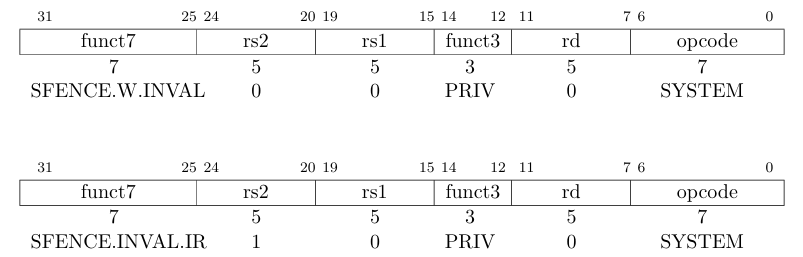 31 25 24 20 19 15 14 12 11 7 6 0
funct7 rs2 rs1 funct3 rd opcode
7 5 5 3 5 7
SFENCE.W.INVAL 0 0 PRIV 0 SYSTEM
31 25 24 20 19 15 14 12 11 7 6 0
funct7 rs2 rs1 funct3 rd opcode
7 5 5 3 5 7
SFENCE.INVAL.IR 1 0 PRIV 0 SYSTEM